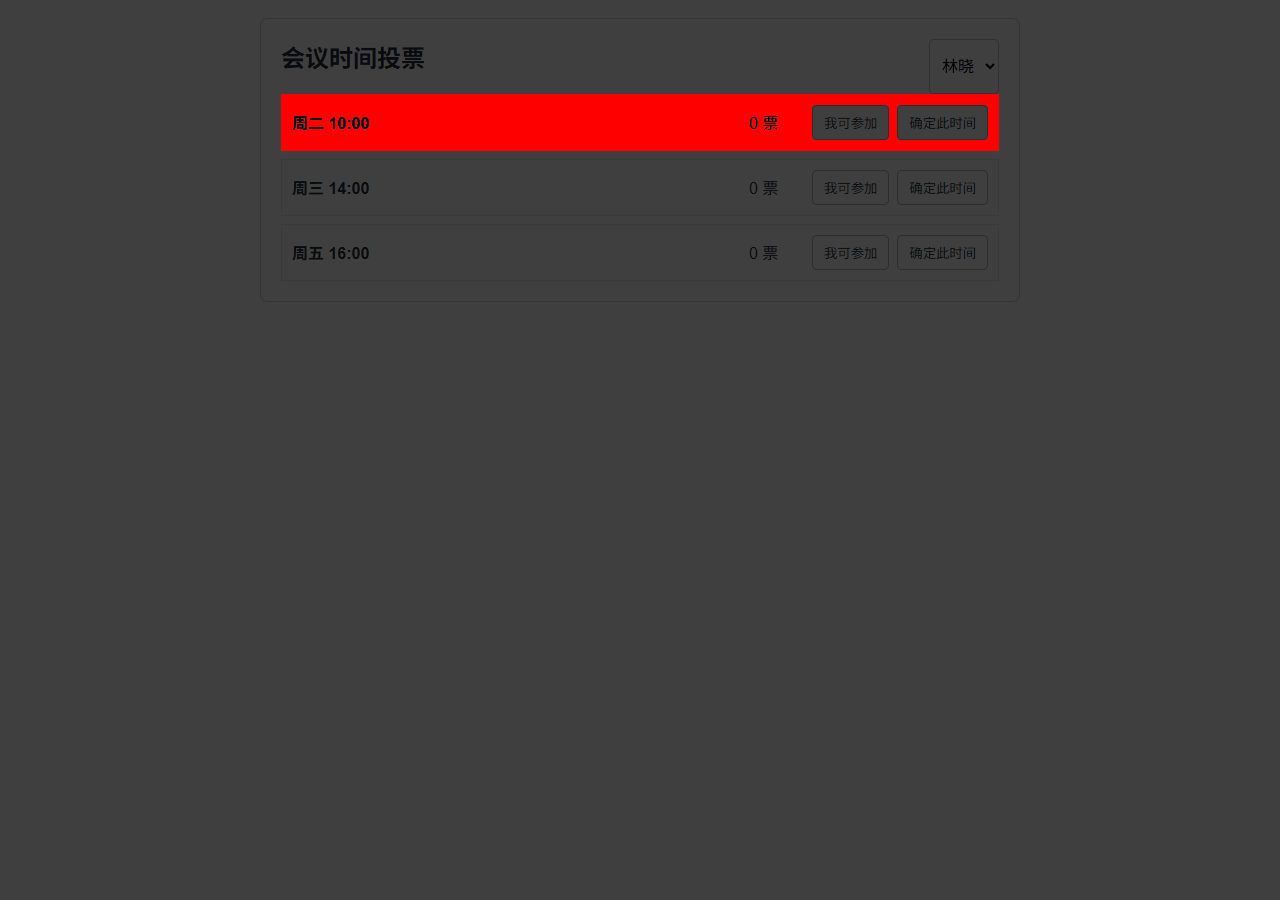 会议时间投票
林晓
周二 10:00 0 票 我可参加 确定此时间
周三 14:00 0 票 我可参加 确定此时间
周五 16:00 0 票 我可参加 确定此时间